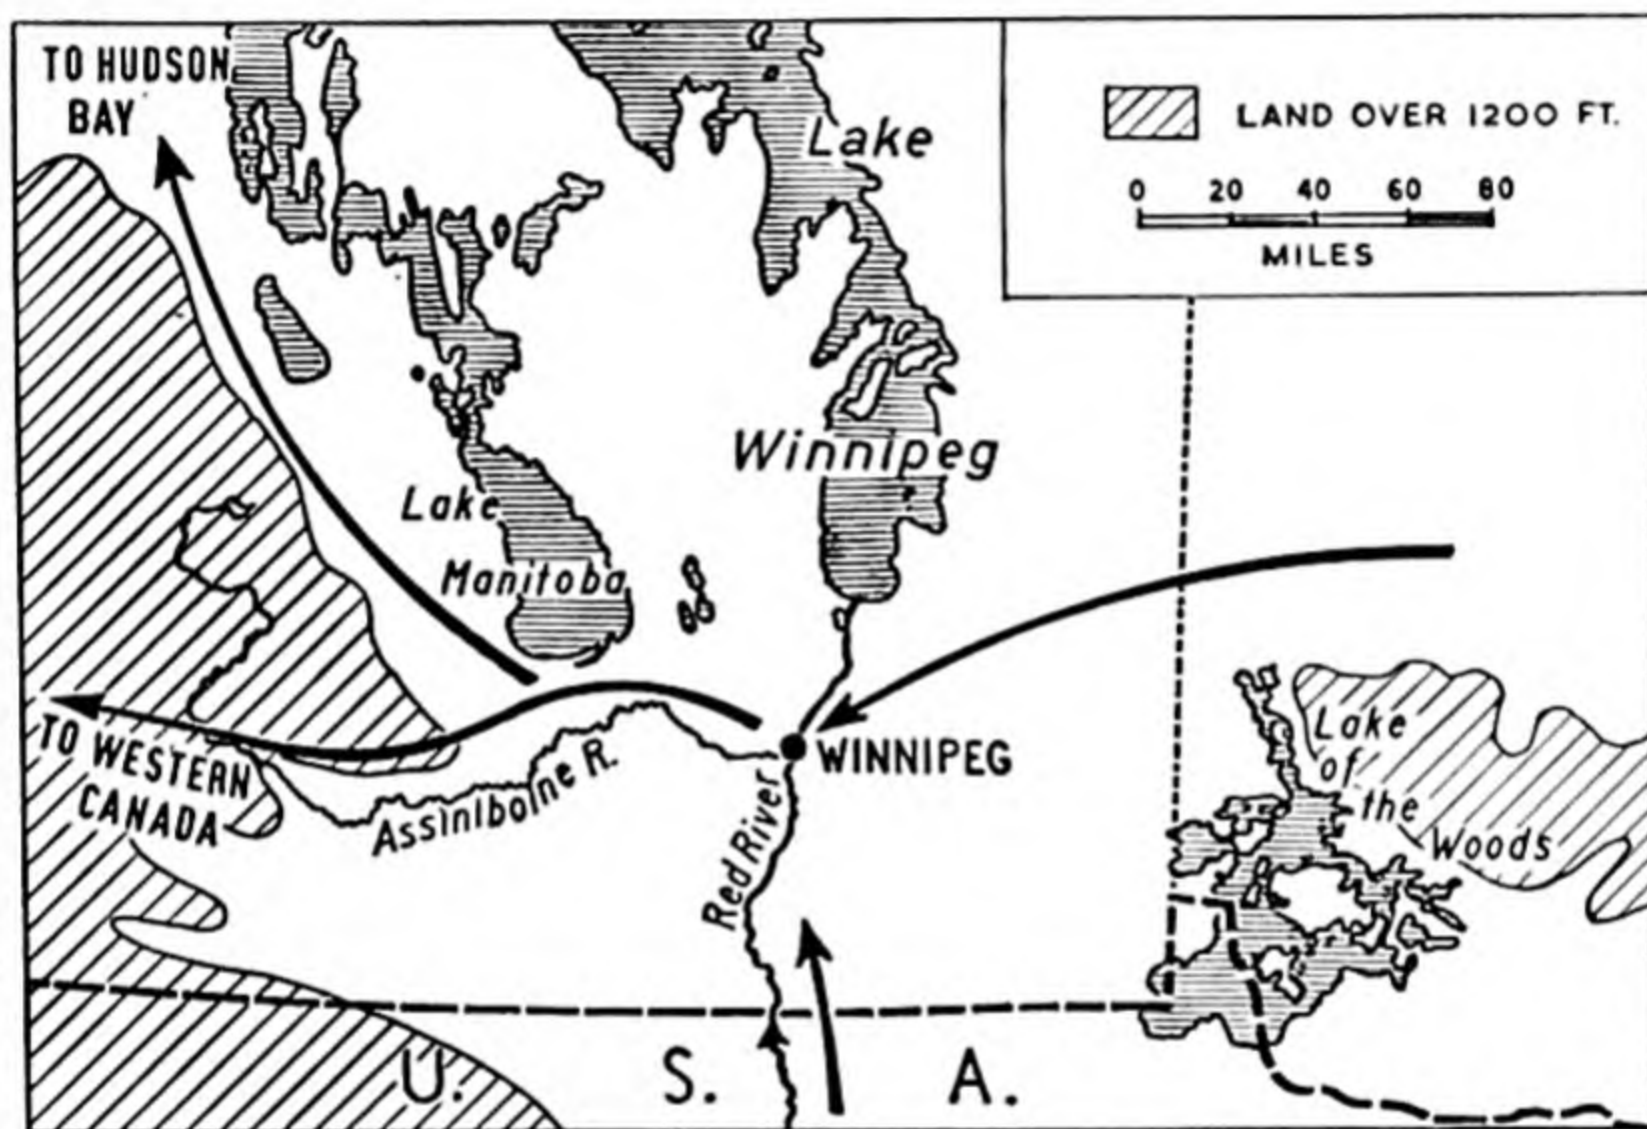 TO HUDSON
BAY
LAND OVER 1200 FT.
0 20 40 60 80
MILES
Lake
Winnipeg
Lake
Manitoba
TO WESTERN
CANADA
Assiniboine R.
WINNIPEG
Red River
Lake
of
the
Woods
U. S. A.